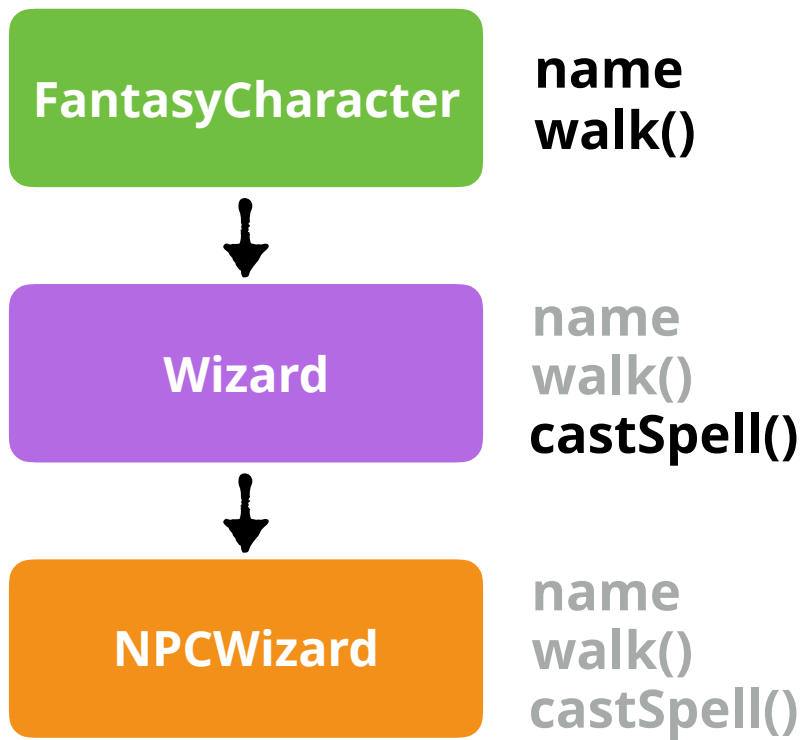 FantasyCharacter
name
walk()
Wizard
name
walk()
castSpell()
NPCWizard
name
walk()
castSpell()